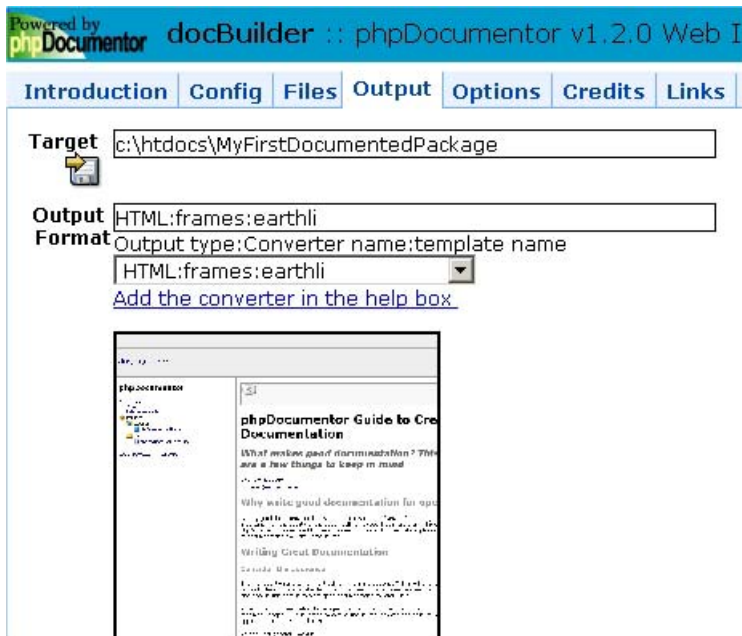 Powered by
phpDocumentor docBuilder :: phpDocumentor v1.2.0 Web I
Introduction Config Files Output Options Credits Links
Target c:\htdocs\MyFirstDocumentedPackage
Output HTML:frames:earthli
Format Output type:Converter name:template name
HTML:frames:earthli
Add the converter in the help box
phpDocumentor
phpDocumentor Guide to Cre
Documentation
What makes good documentation? This
are a few things to keep in mind
Why write good documentation for ope
Writing Great Documentation